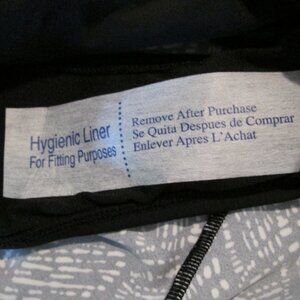 Hygienic Liner
For Fitting Purposes
Remove After Purchase
Se Quita Despues de Comprar
Enlever Apres L'Achat